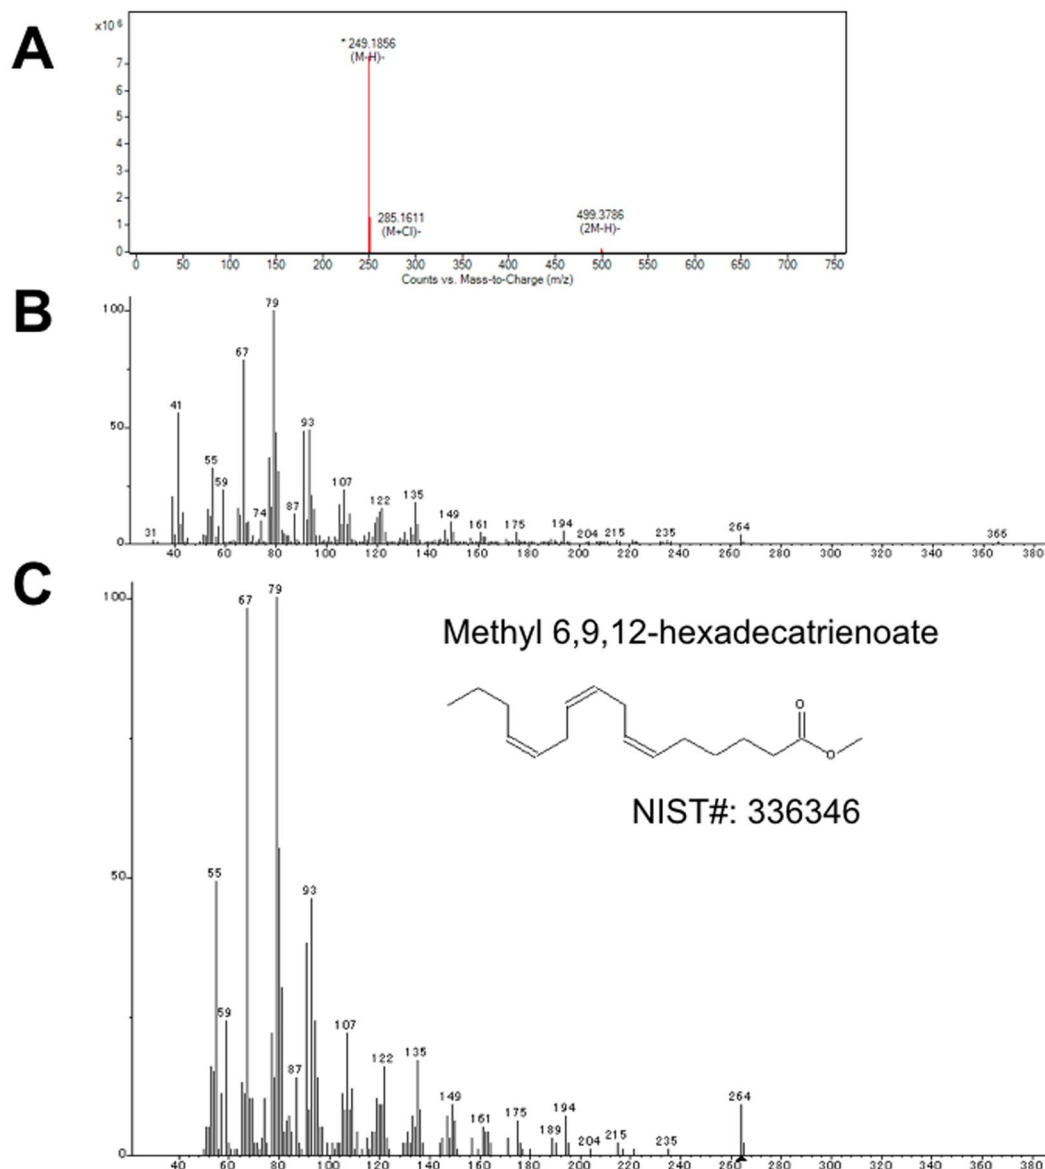 A
x10 6
* 249.1856
(M-H)-
7
6
5
4
3
2
1
0
285.1611
(M+Cl)-
499.3786
(2M-H)-
0 50 100 150 200 250 300 350 400 450 500 550 600 650 700 750
Counts vs. Mass-to-Charge (m/z)
B
100
50
0
31 41 55 59 67 74 79 87 93 107 122 135 149 161 175 194 204 215 235 264 366
40 60 80 100 120 140 160 180 200 220 240 260 280 300 320 340 360 380
C
100
50
0
55 59 67 79 87 93 107 122 135 149 161 175 189 194 204 215 235 264
Methyl 6,9,12-hexadecatrienoate
O
O
NIST#: 336346
40 60 80 100 120 140 160 180 200 220 240 260 280 300 320 340 360 380